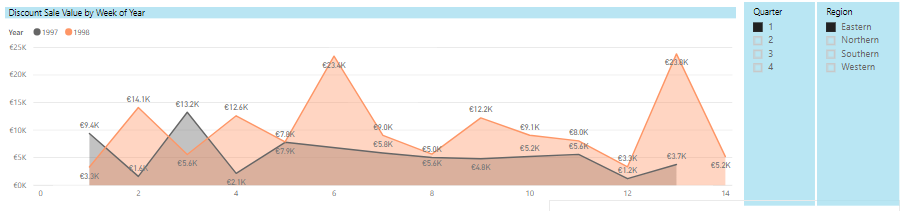 Discount Sale Value by Week of Year
Year 1997 1998
€25K
€20K
€15K
€10K
€5K
€0K
€9.4K
€3.3K
€14.1K
€1.6K
€13.2K
€5.6K
€12.6K
€2.1K
€7.9K
€23.4K
€9.0K
€5.8K
€5.0K
€5.6K
€12.2K
€4.8K
€9.1K
€5.2K
€8.0K
€5.6K
€3.3K
€1.2K
€23.8K
€3.7K
€5.2K
0 2 4 6 8 10 12 14
Quarter
1
2
3
4
Region
Eastern
Northern
Southern
Western